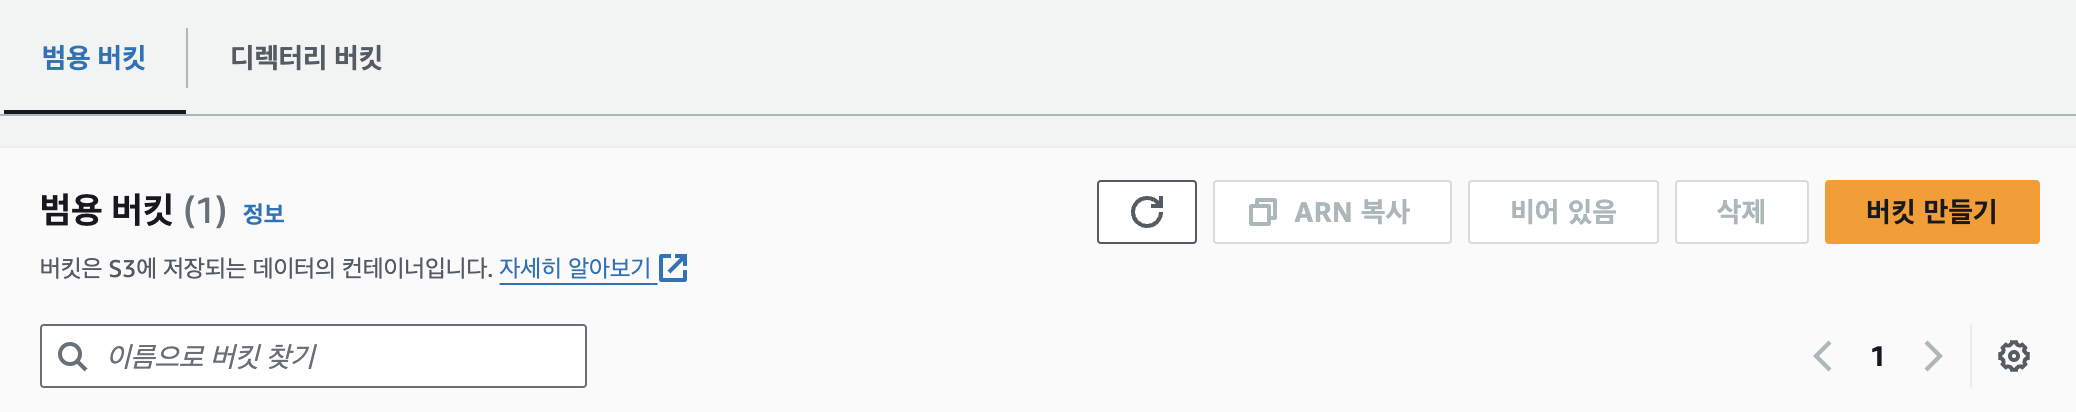 범용 버킷
디렉터리 버킷
범용 버킷 (1) 정보
ARN 복사
비어 있음
삭제
버킷 만들기
버킷은 S3에 저장되는 데이터의 컨테이너입니다. 자세히 알아보기
이름으로 버킷 찾기
1